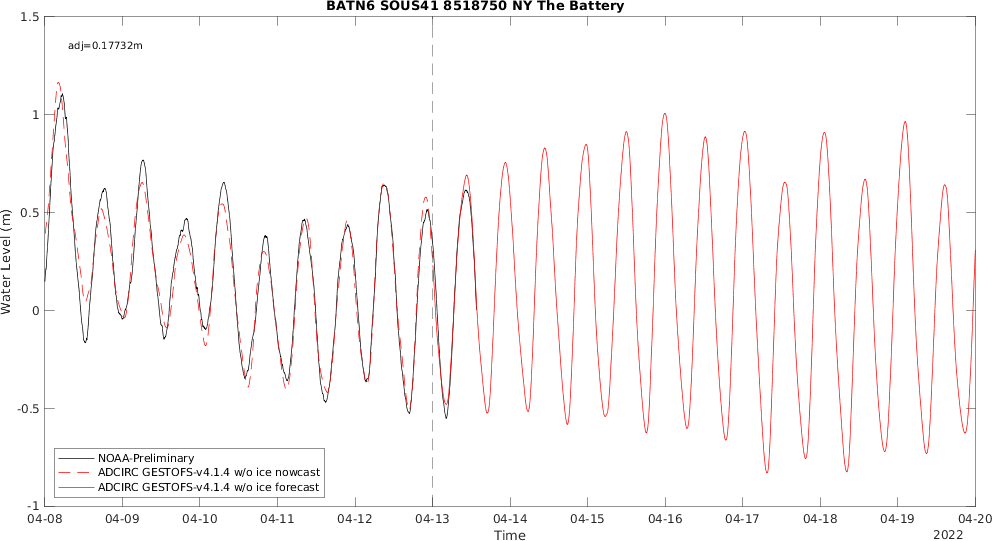 BATN6 SOUS41 8518750 NY The Battery
adj=0.17732m
1.5
1
0.5
0
-0.5
-1
Water Level (m)
NOAA-Preliminary
ADCIRC GESTOFS-v4.1.4 w/o ice nowcast
ADCIRC GESTOFS-v4.1.4 w/o ice forecast
04-08 04-09 04-10 04-11 04-12 04-13 04-14 04-15 04-16 04-17 04-18 04-19 04-20
Time
2022